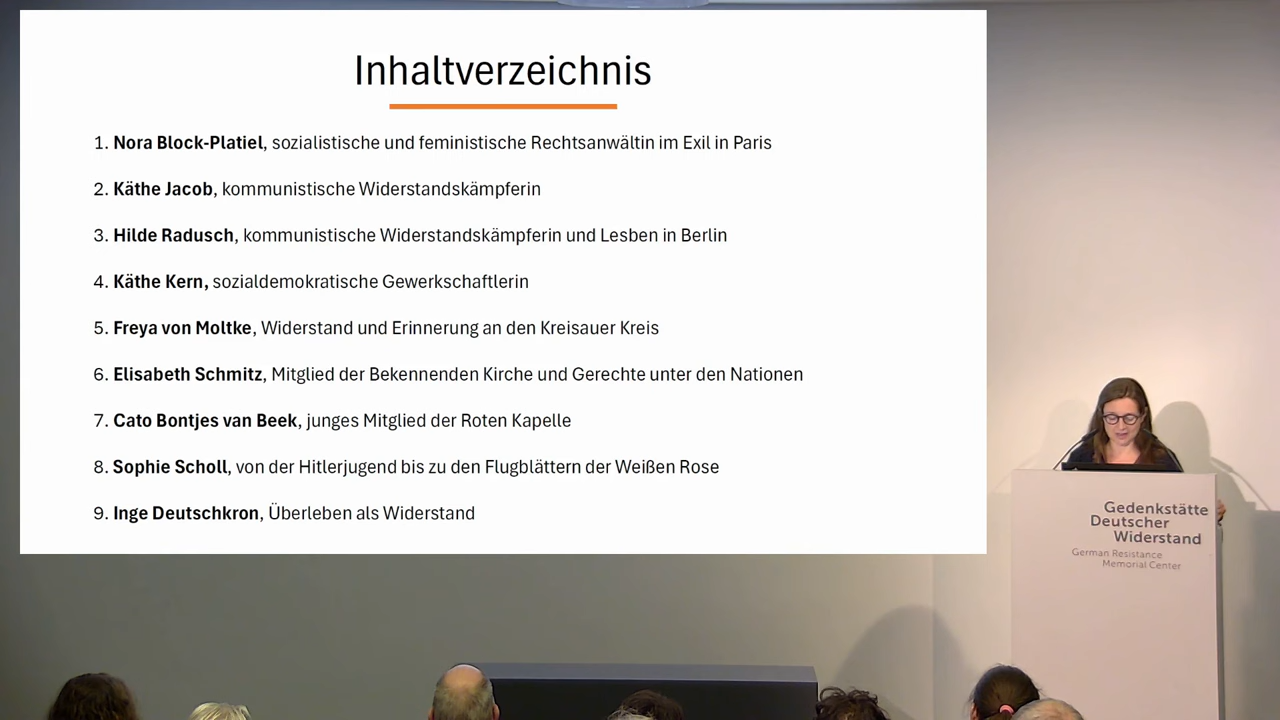 Inhaltverzeichnis
1. Nora Block-Platiel, sozialistische und feministische Rechtsanwältin im Exil in Paris
2. Käthe Jacob, kommunistische Widerstandskämpferin
3. Hilde Radusch, kommunistische Widerstandskämpferin und Lesben in Berlin
4. Käthe Kern, sozialdemokratische Gewerkschaftlerin
5. Freya von Moltke, Widerstand und Erinnerung an den Kreisauer Kreis
6. Elisabeth Schmitz, Mitglied der Bekennenden Kirche und Gerechte unter den Nationen
7. Cato Bontjes van Beek, junges Mitglied der Roten Kapelle
8. Sophie Scholl, von der Hitlerjugend bis zu den Flugblättern der Weißen Rose
9. Inge Deutschkron, Überleben als Widerstand
Gedenkstätte
Deutscher
Widerstand
German Resistance
Memorial Center